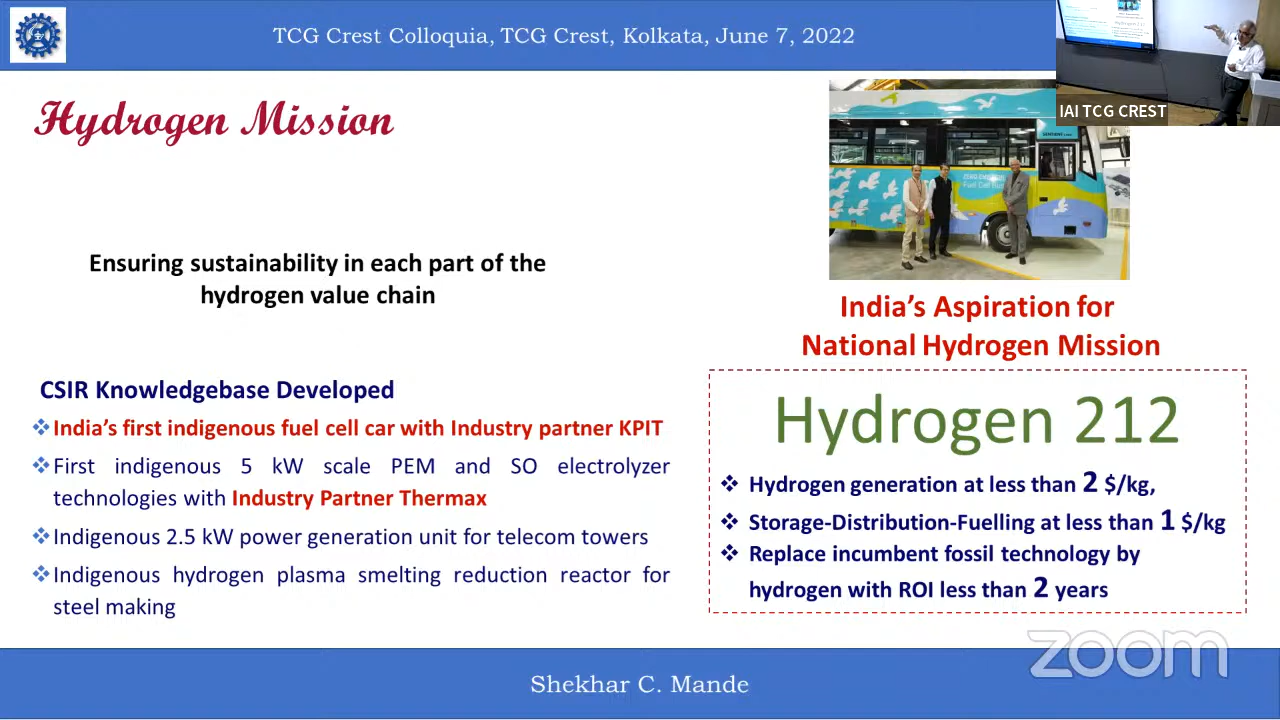 TCG Crest Colloquia, TCG Crest, Kolkata, June 7, 2022
IAI TCG CREST
Hydrogen Mission
ZERO EMISSION
Fuel Cell Bus
Ensuring sustainability in each part of the
hydrogen value chain
India's Aspiration for
National Hydrogen Mission
CSIR Knowledgebase Developed
❖India's first indigenous fuel cell car with Industry partner KPIT
❖First indigenous 5 kW scale PEM and SO electrolyzer
technologies with Industry Partner Thermax
❖Indigenous 2.5 kW power generation unit for telecom towers
❖Indigenous hydrogen plasma smelting reduction reactor for
steel making
Hydrogen 212
❖ Hydrogen generation at less than 2 $/kg,
❖ Storage-Distribution-Fuelling at less than 1 $/kg
❖ Replace incumbent fossil technology by
hydrogen with ROI less than 2 years
zoom
Shekhar C. Mande